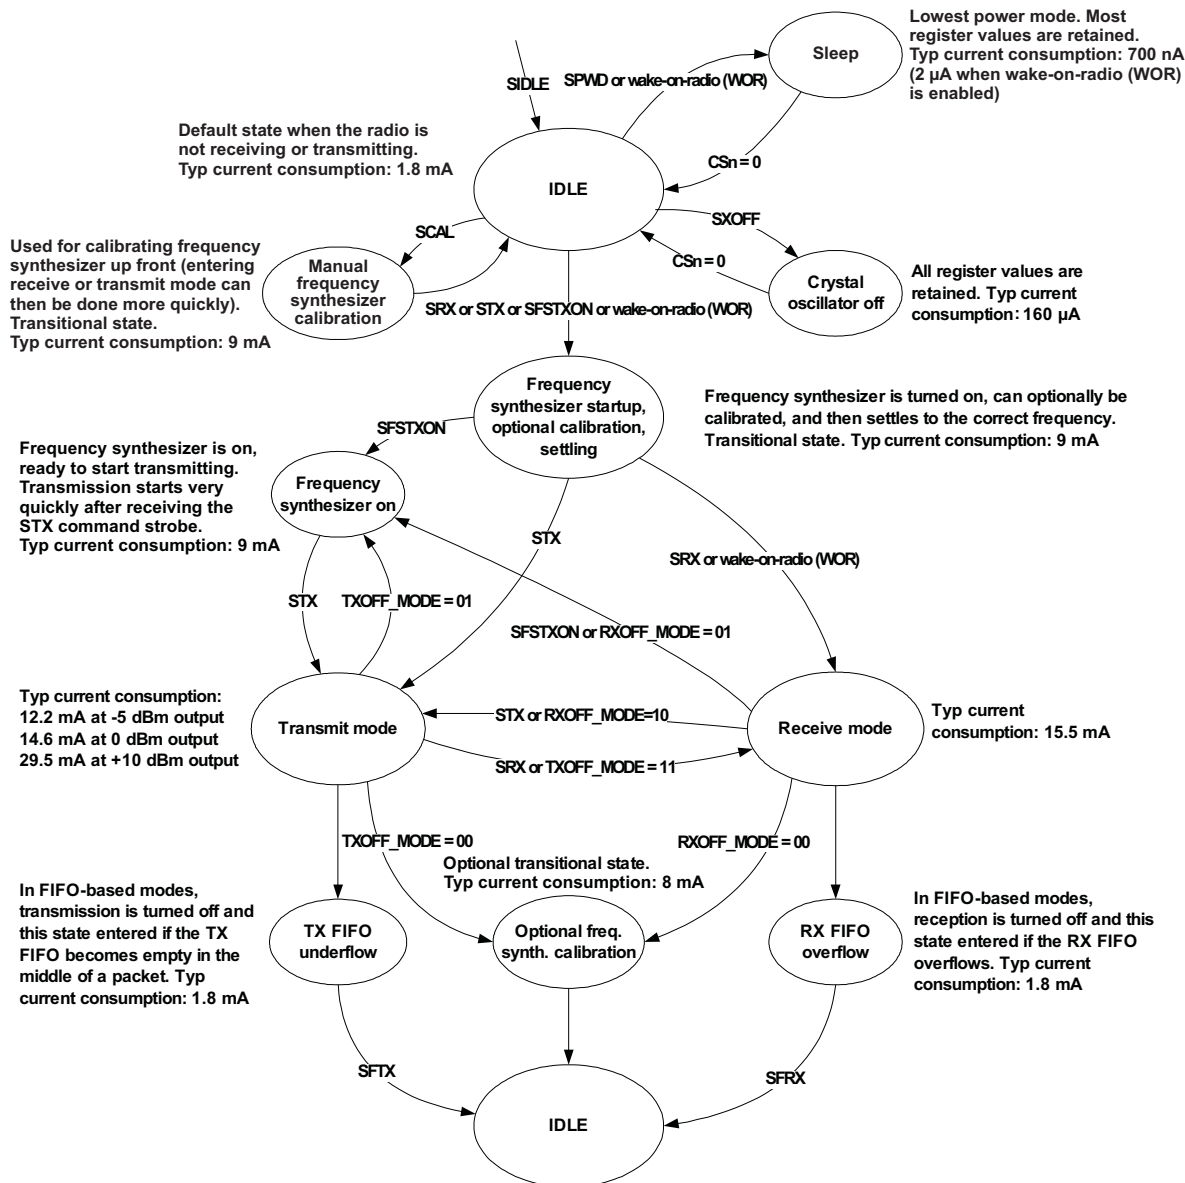 Lowest power mode. Most
register values are retained.
Typ current consumption: 700 nA
(2 µA when wake-on-radio (WOR)
is enabled)
Sleep
SPWD or wake-on-radio (WOR)
SIDLE
Default state when the radio is
not receiving or transmitting.
Typ current consumption: 1.8 mA
CSn = 0
IDLE
SXOFF
SCAL
CSn = 0
Used for calibrating frequency
synthesizer up front (entering
receive or transmit mode can
then be done more quickly).
Transitional state.
Typ current consumption: 9 mA
Manual
frequency
synthesizer
calibration
Crystal
oscillator off
All register values are
retained. Typ current
consumption: 160 µA
SRX or STX or SFSTXON or wake-on-radio (WOR)
Frequency
synthesizer startup,
optional calibration,
settling
Frequency synthesizer is turned on, can optionally be
calibrated, and then settles to the correct frequency.
Transitional state. Typ current consumption: 9 mA
SFSTXON
Frequency synthesizer is on,
ready to start transmitting.
Transmission starts very
quickly after receiving the
STX command strobe.
Typ current consumption: 9 mA
Frequency
synthesizer on
STX
SRX or wake-on-radio (WOR)
STX
TXOFF_MODE = 01
SFSTXON or RXOFF_MODE = 01
Typ current consumption:
12.2 mA at -5 dBm output
14.6 mA at 0 dBm output
29.5 mA at +10 dBm output
Transmit mode
STX or RXOFF_MODE=10
Receive mode
Typ current
consumption: 15.5 mA
SRX or TXOFF_MODE = 11
TXOFF_MODE = 00
RXOFF_MODE = 00
Optional transitional state.
Typ current consumption: 8 mA
In FIFO-based modes,
transmission is turned off and
this state entered if the TX
FIFO becomes empty in the
middle of a packet. Typ
current consumption: 1.8 mA
TX FIFO
underflow
Optional freq.
synth. calibration
RX FIFO
overflow
In FIFO-based modes,
reception is turned off and this
state entered if the RX FIFO
overflows. Typ current
consumption: 1.8 mA
SFTX
SFRX
IDLE